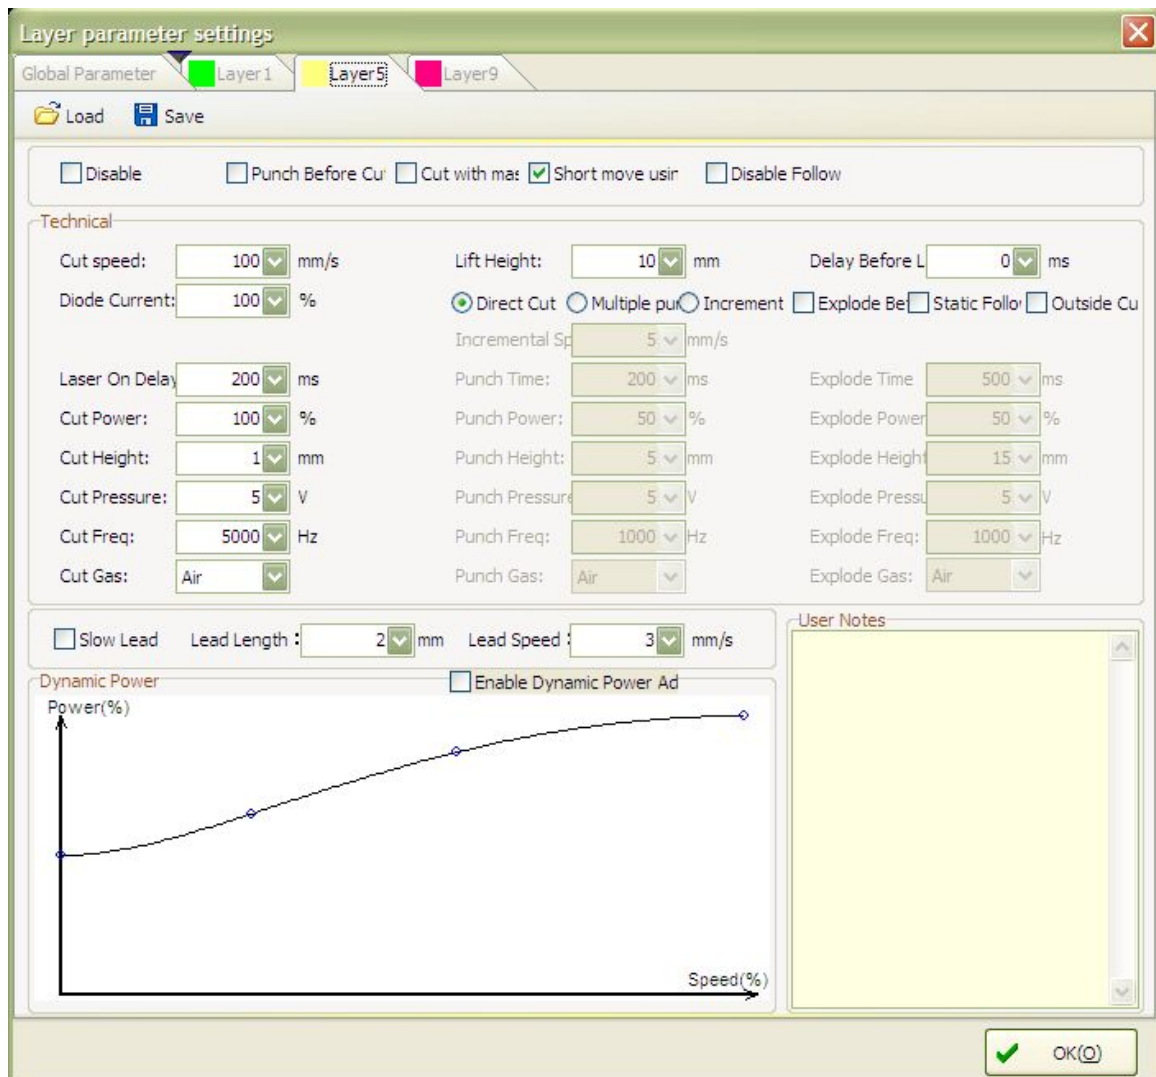 Layer parameter settings
Global Parameter Layer1 Layer5 Layer9
Load Save
Disable Punch Before Cu Cut with mas Short move usin Disable Follow
Technical
Cut speed: 100 mm/s Lift Height: 10 mm Delay Before L 0 ms
Diode Current: 100 % Direct Cut Multiple pun Increment Explode Be Static Follo Outside Cu
Incremental Sp 5 mm/s
Laser On Delay 200 ms Punch Time: 200 ms Explode Time 500 ms
Cut Power: 100 % Punch Power: 50 % Explode Power 50 %
Cut Height: 1 mm Punch Height: 5 mm Explode Height 15 mm
Cut Pressure: 5 V Punch Pressure 5 V Explode Pressu 5 V
Cut Freq: 5000 Hz Punch Freq: 1000 Hz Explode Freq: 1000 Hz
Cut Gas: Air Punch Gas: Air Explode Gas: Air
Slow Lead Lead Length : 2 mm Lead Speed : 3 mm/s
User Notes
Dynamic Power Enable Dynamic Power Ad
Power(%)
Speed(%)
OK(O)